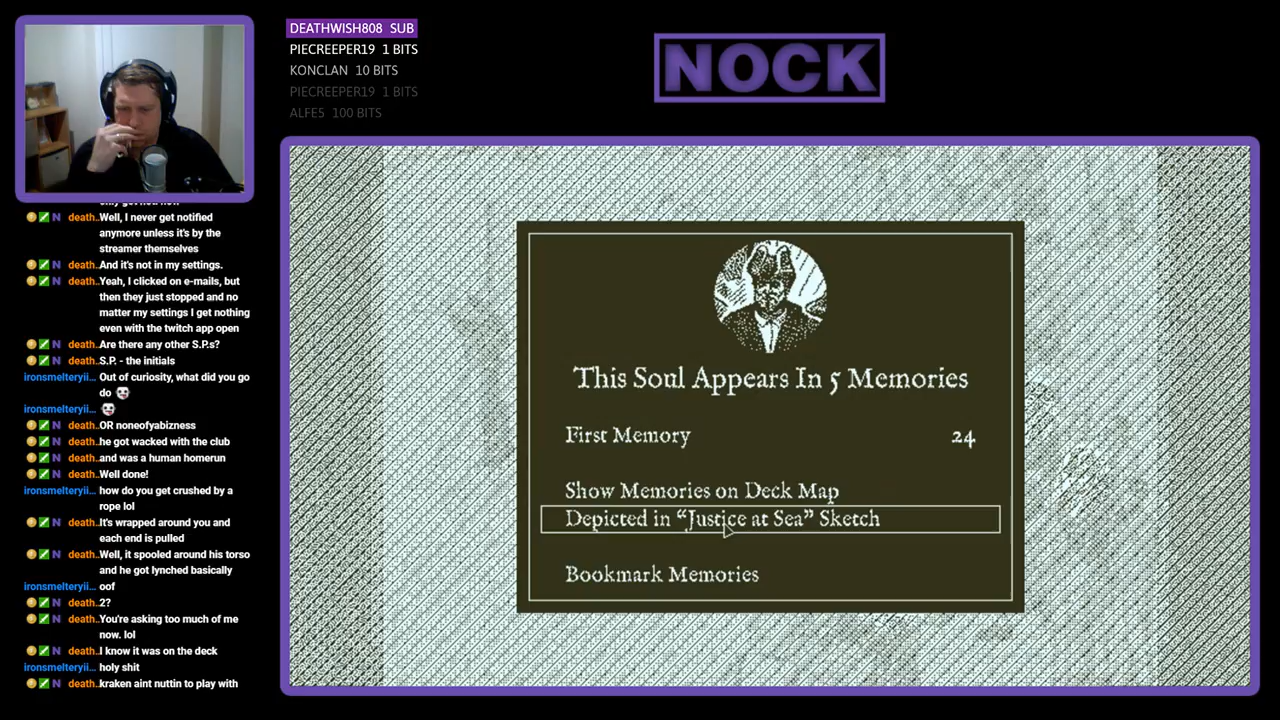 DEATHWISH808 SUB
PIECREEPER19 1 BITS
KONCLAN 10 BITS
PIECREEPER19 1 BITS
ALFE5 100 BITS
NOCK
death.. Well, I never get notified
anymore unless it's by the
streamer themselves
death.. And it's not in my settings.
death.. Yeah, I clicked on e-mails, but
then they just stopped and no
matter my settings I get nothing
even with the twitch app open
death.. Are there any other S.P.s?
death.. S.P. - the initials
ironsmelteryii... Out of curiosity, what did you go
do
ironsmelteryii...
death.. OR noneofyabizness
death.. he got wacked with the club
death.. and was a human homerun
death.. Well done!
ironsmelteryii... how do you get crushed by a
rope lol
death.. It's wrapped around you and
each end is pulled
death.. Well, it spooled around his torso
and he got lynched basically
ironsmelteryii... oof
death.. 2?
death.. You're asking too much of me
now. lol
death.. I know it was on the deck
ironsmelteryii... holy shit
death.. kraken aint nuttin to play with
This Soul Appears In 5 Memories
First Memory 24
Show Memories on Deck Map
Depicted in “Justice at Sea” Sketch
Bookmark Memories